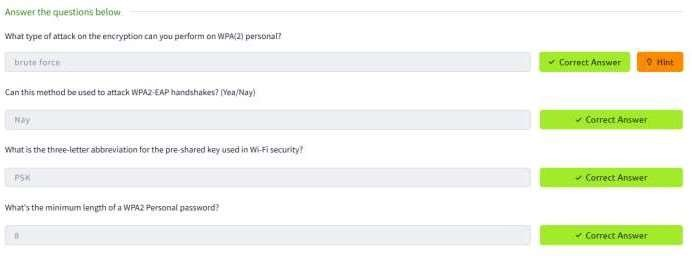 Answer the questions below
What type of attack on the encryption can you perform on WPA(2) personal?
brute force
Correct Answer
Hint
Can this method be used to attack WPA2-EAP handshakes? (Yea/Nay)
Nay
Correct Answer
What is the three-letter abbreviation for the pre-shared key used in Wi-Fi security?
PSK
Correct Answer
What's the minimum length of a WPA2 Personal password?
8
Correct Answer